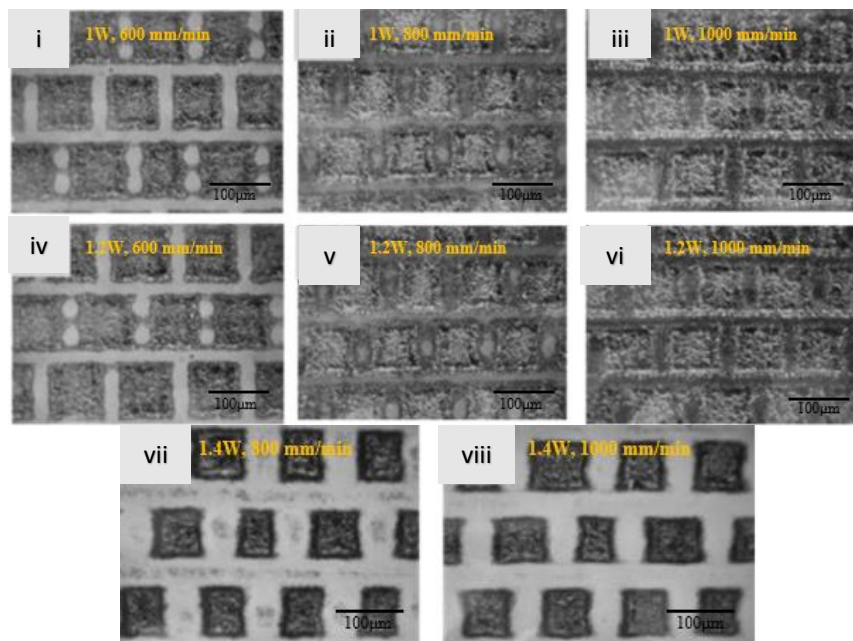 i
1W, 600 mm/min
100µm
ii
1W, 800 mm/min
100µm
iii
1W, 1000 mm/min
100µm
iv
1.2W, 600 mm/min
100µm
v
1.2W, 800 mm/min
100µm
vi
1.2W, 1000 mm/min
100µm
vii
1.4W, 800 mm/min
100µm
viii
1.4W, 1000 mm/min
100µm